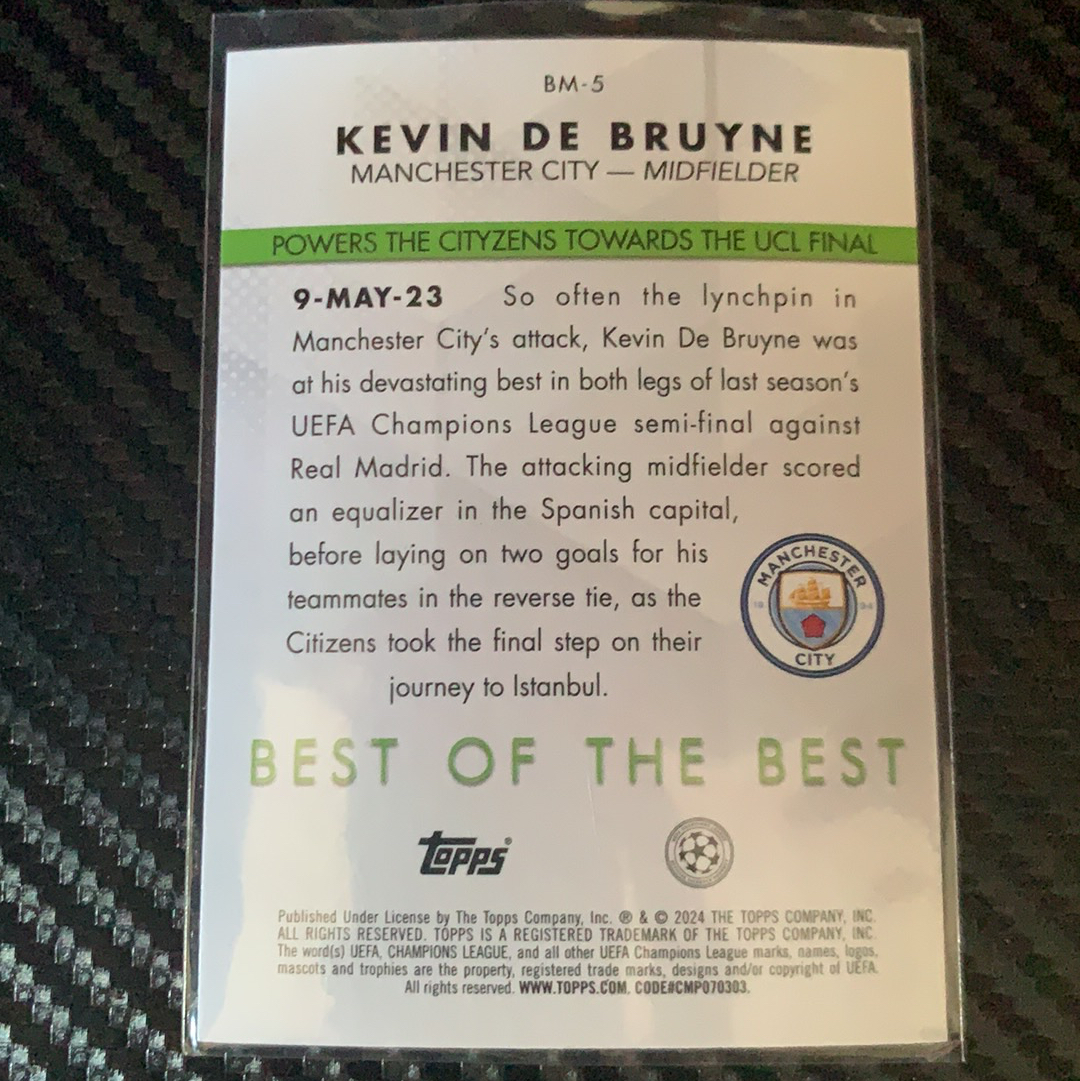 BM-5
KEVIN DE BRUYNE
MANCHESTER CITY — MIDFIELDER
POWERS THE CITYZENS TOWARDS THE UCL FINAL
9-MAY-23 So often the lynchpin in
Manchester City's attack, Kevin De Bruyne was
at his devastating best in both legs of last season's
UEFA Champions League semi-final against
Real Madrid. The attacking midfielder scored
an equalizer in the Spanish capital,
before laying on two goals for his
teammates in the reverse tie, as the
Citizens took the final step on their
journey to Istanbul.
MANCHESTER
18 94
CITY
BEST OF THE BEST
Topps®
Published Under License by The Topps Company, Inc. ® & © 2024 THE TOPPS COMPANY, INC.
ALL RIGHTS RESERVED. TOPPS IS A REGISTERED TRADEMARK OF THE TOPPS COMPANY, INC.
The word(s) UEFA, CHAMPIONS LEAGUE, and all other UEFA Champions League marks, names, logos,
mascots and trophies are the property, registered trade marks, designs and/or copyright of UEFA.
All rights reserved. WWW.TOPPS.COM. CODE#CMP070303.